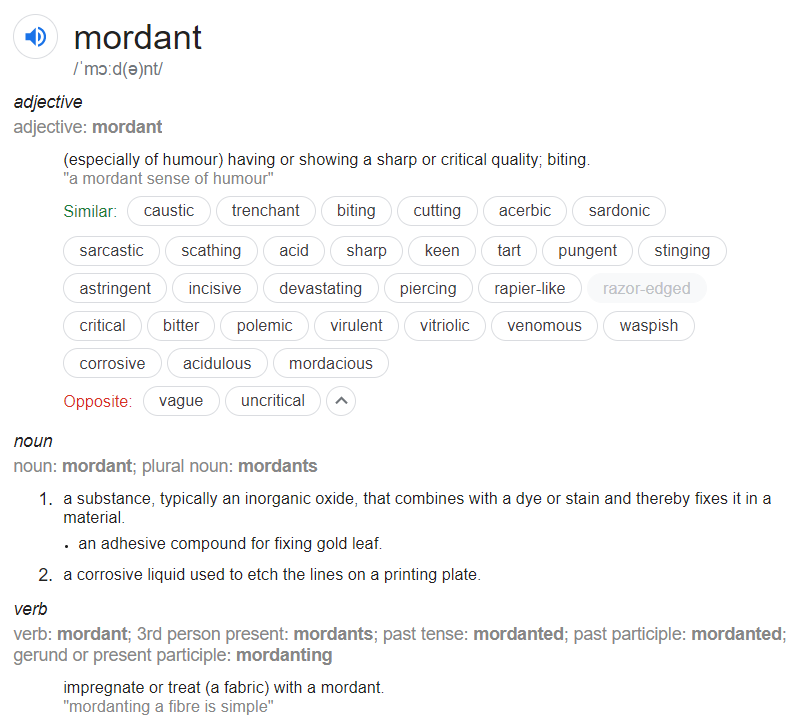 mordant
/ˈmɔːd(ə)nt/
adjective
adjective: mordant
(especially of humour) having or showing a sharp or critical quality; biting.
"a mordant sense of humour"
Similar: caustic trenchant biting cutting acerbic sardonic
sarcastic scathing acid sharp keen tart pungent stinging
astringent incisive devastating piercing rapier-like razor-edged
critical bitter polemic virulent vitriolic venomous waspish
corrosive acidulous mordacious
Opposite: vague uncritical
noun
noun: mordant; plural noun: mordants
1. a substance, typically an inorganic oxide, that combines with a dye or stain and thereby fixes it in a
material.
• an adhesive compound for fixing gold leaf.
2. a corrosive liquid used to etch the lines on a printing plate.
verb
verb: mordant; 3rd person present: mordants; past tense: mordanted; past participle: mordanted;
gerund or present participle: mordanting
impregnate or treat (a fabric) with a mordant.
"mordanting a fibre is simple"